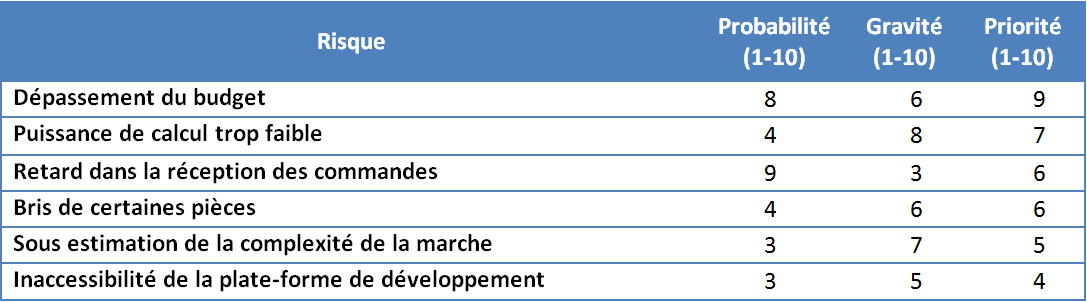 Risque Probabilité (1-10) Gravité (1-10) Priorité (1-10)
Dépassement du budget 8 6 9
Puissance de calcul trop faible 4 8 7
Retard dans la réception des commandes 9 3 6
Bris de certaines pièces 4 6 6
Sous estimation de la complexité de la marche 3 7 5
Inaccessibilité de la plate-forme de développement 3 5 4